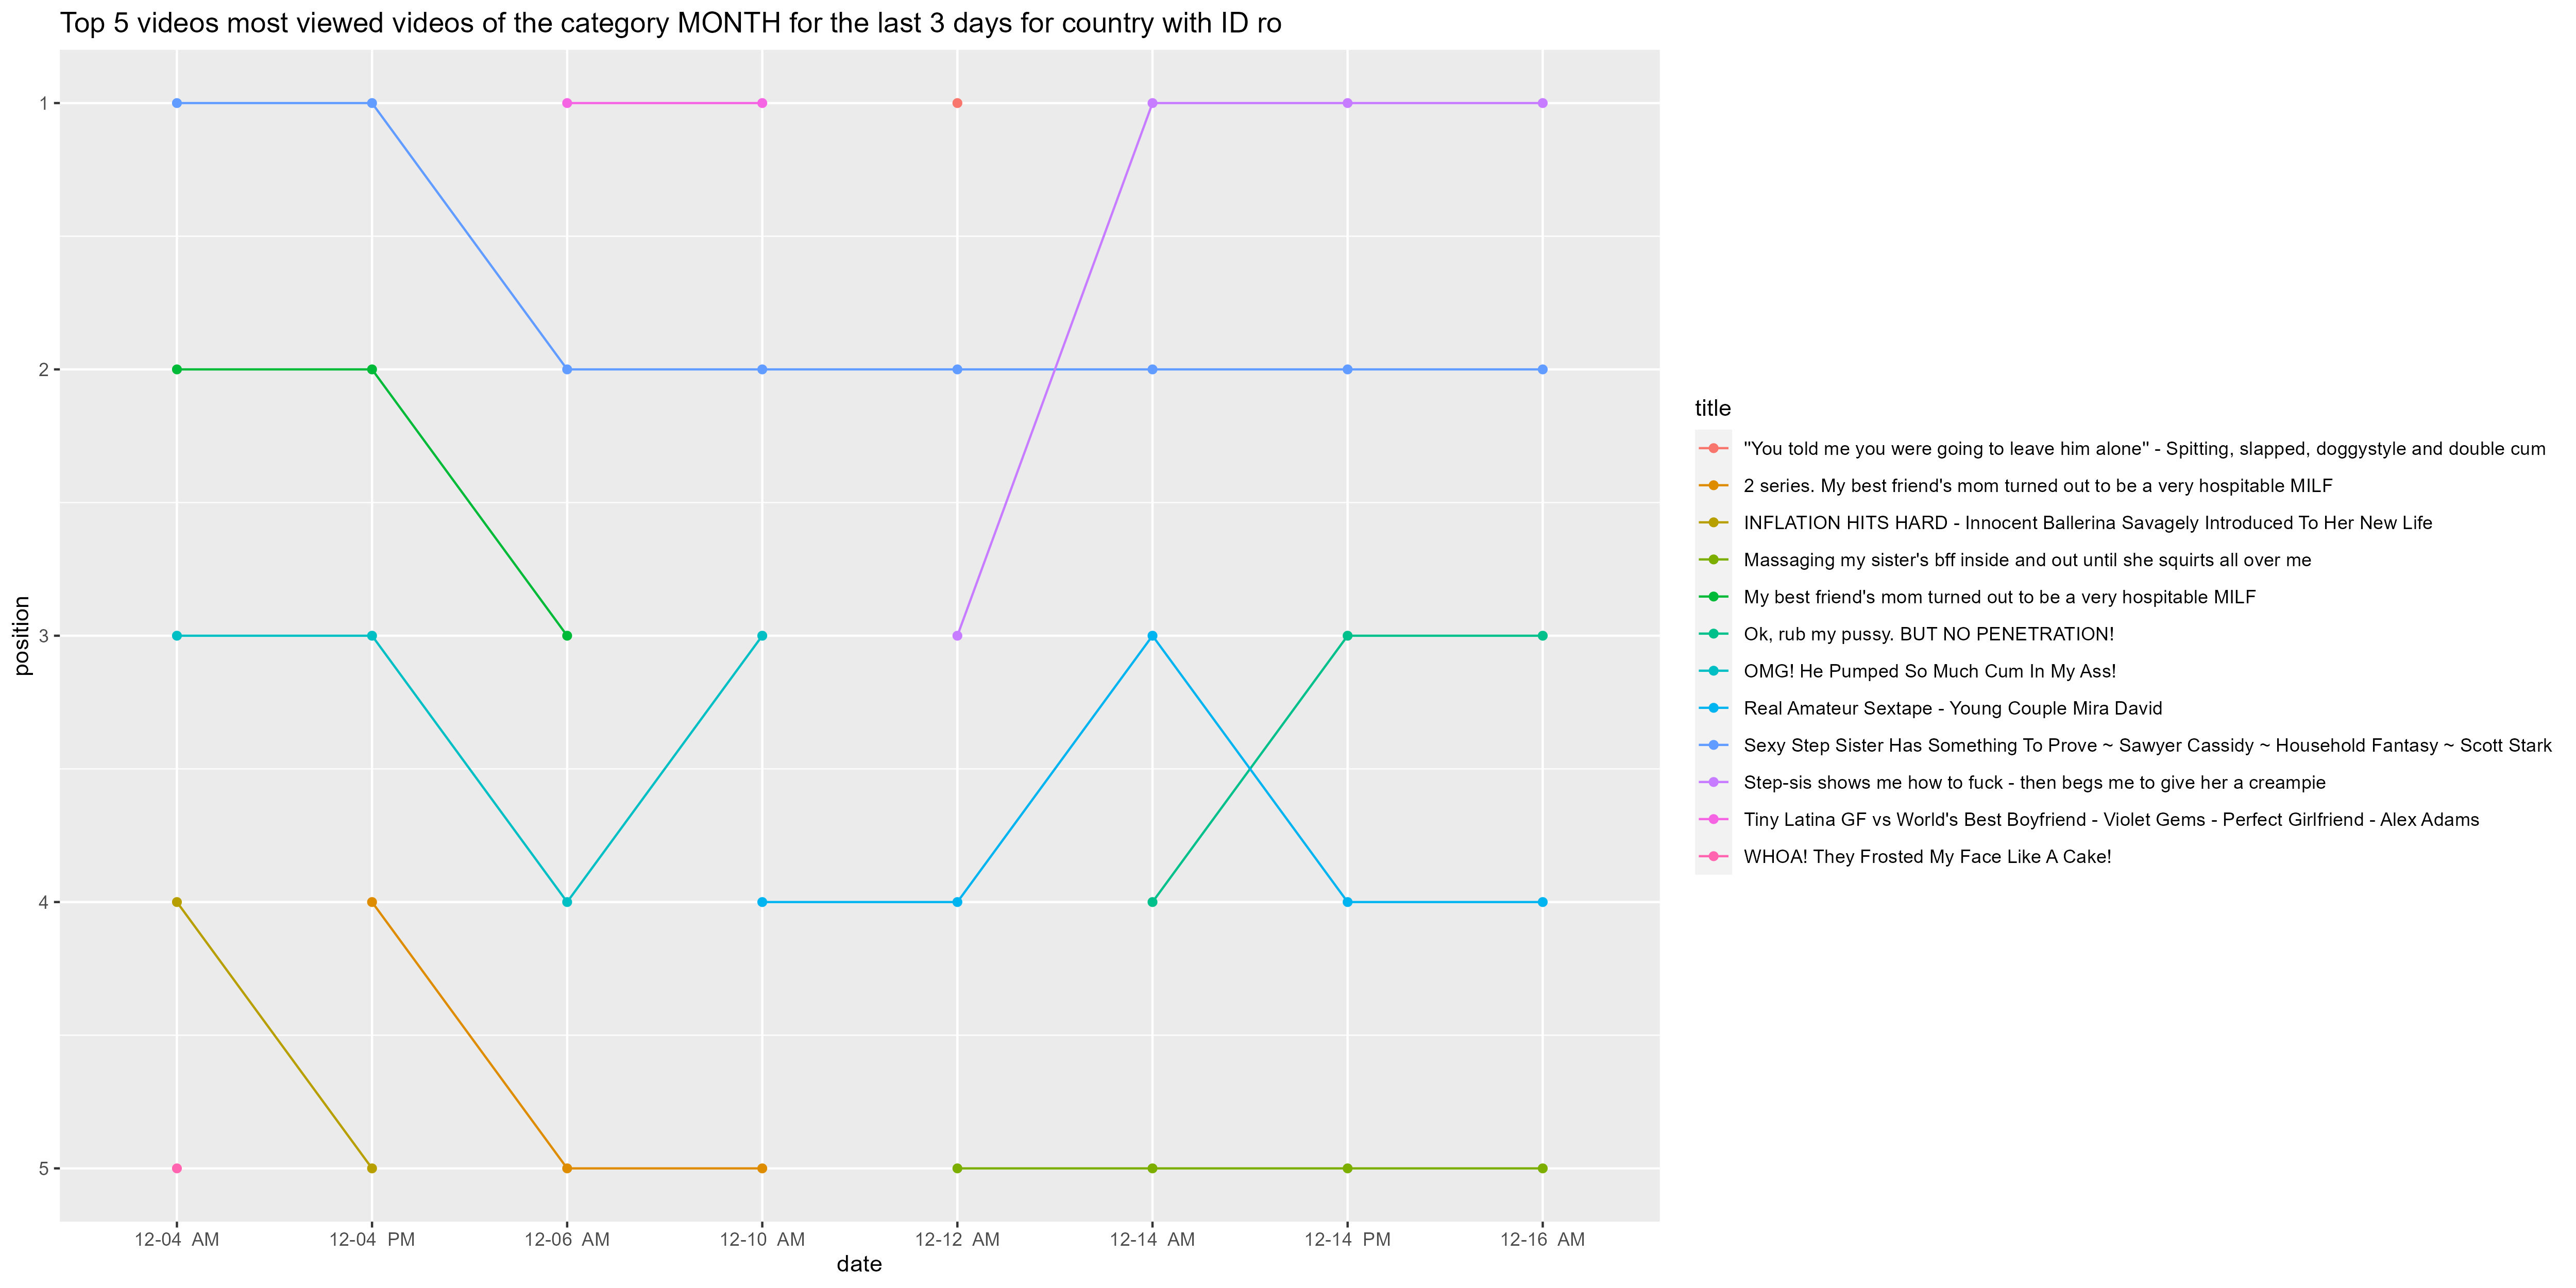 Top 5 videos most viewed videos of the category MONTH for the last 3 days for country with ID ro
position
1
2
3
4
5
12-04 AM
12-04 PM
12-06 AM
12-10 AM
12-12 AM
12-14 AM
12-14 PM
12-16 AM
date
title
"You told me you were going to leave him alone" - Spitting, slapped, doggystyle and double cum
2 series. My best friend's mom turned out to be a very hospitable MILF
INFLATION HITS HARD - Innocent Ballerina Savagely Introduced To Her New Life
Massaging my sister's bff inside and out until she squirts all over me
My best friend's mom turned out to be a very hospitable MILF
Ok, rub my pussy. BUT NO PENETRATION!
OMG! He Pumped So Much Cum In My Ass!
Real Amateur Sextape - Young Couple Mira David
Sexy Step Sister Has Something To Prove ~ Sawyer Cassidy ~ Household Fantasy ~ Scott Stark
Step-sis shows me how to fuck - then begs me to give her a creampie
Tiny Latina GF vs World's Best Boyfriend - Violet Gems - Perfect Girlfriend - Alex Adams
WHOA! They Frosted My Face Like A Cake!